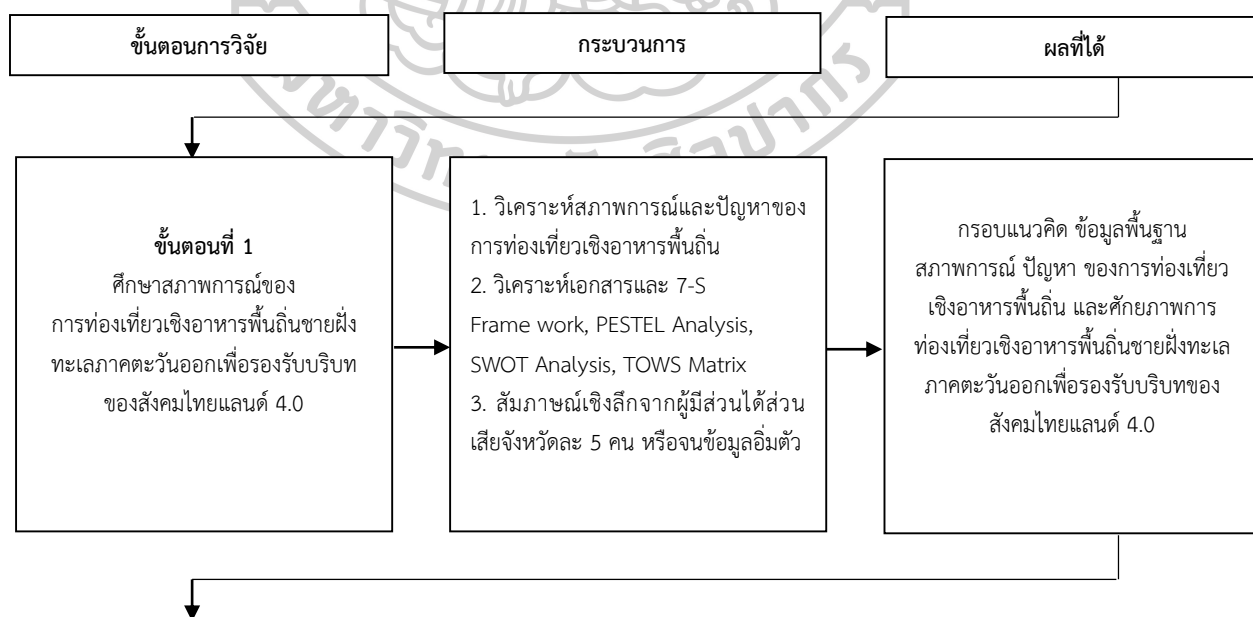 ขั้นตอนการวิจัย
กระบวนการ
ผลที่ได้
ขั้นตอนที่ 1
ศึกษาสภาพการณ์ของ
การท่องเที่ยวเชิงอาหารพื้นถิ่นชายฝั่ง
ทะเลภาคตะวันออกเพื่อรองรับบริบท
ของสังคมไทยแลนด์ 4.0
1. วิเคราะห์สภาพการณ์และปัญหาของ
การท่องเที่ยวเชิงอาหารพื้นถิ่น
2. วิเคราะห์เอกสารและ 7-S
Frame work, PESTEL Analysis,
SWOT Analysis, TOWS Matrix
3. สัมภาษณ์เชิงลึกจากผู้มีส่วนได้ส่วน
เสียจังหวัดละ 5 คน หรือจนข้อมูลอิ่มตัว
กรอบแนวคิด ข้อมูลพื้นฐาน
สภาพการณ์ ปัญหา ของการท่องเที่ยว
เชิงอาหารพื้นถิ่น และศักยภาพการ
ท่องเที่ยวเชิงอาหารพื้นถิ่นชายฝั่งทะเล
ภาคตะวันออกเพื่อรองรับบริบทของ
สังคมไทยแลนด์ 4.0